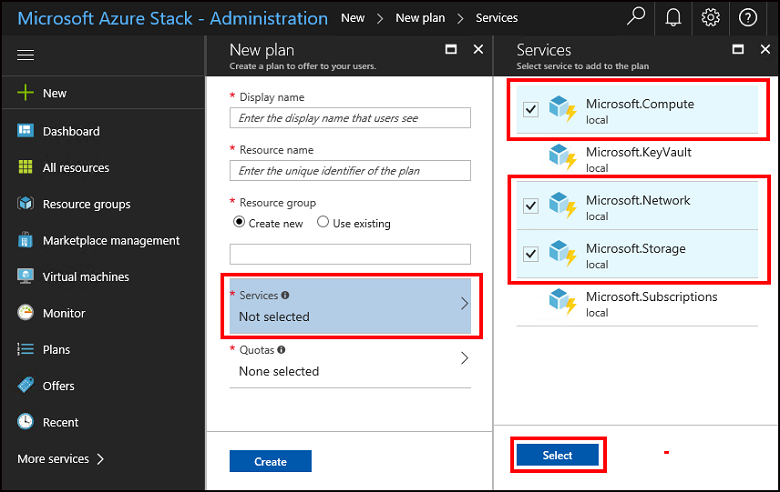 Microsoft Azure Stack - Administration New > New plan > Services
New
Dashboard
All resources
Resource groups
Marketplace management
Virtual machines
Monitor
Plans
Offers
Recent
More services >
New plan
Create a plan to offer to your users.
* Display name
Enter the display name that users see
* Resource name
Enter the unique identifier of the plan
* Resource group
Create new Use existing
* Services
Not selected
* Quotas
None selected
Create
Services
Select service to add to the plan
Microsoft.Compute
local
Microsoft.KeyVault
local
Microsoft.Network
local
Microsoft.Storage
local
Microsoft.Subscriptions
local
Select